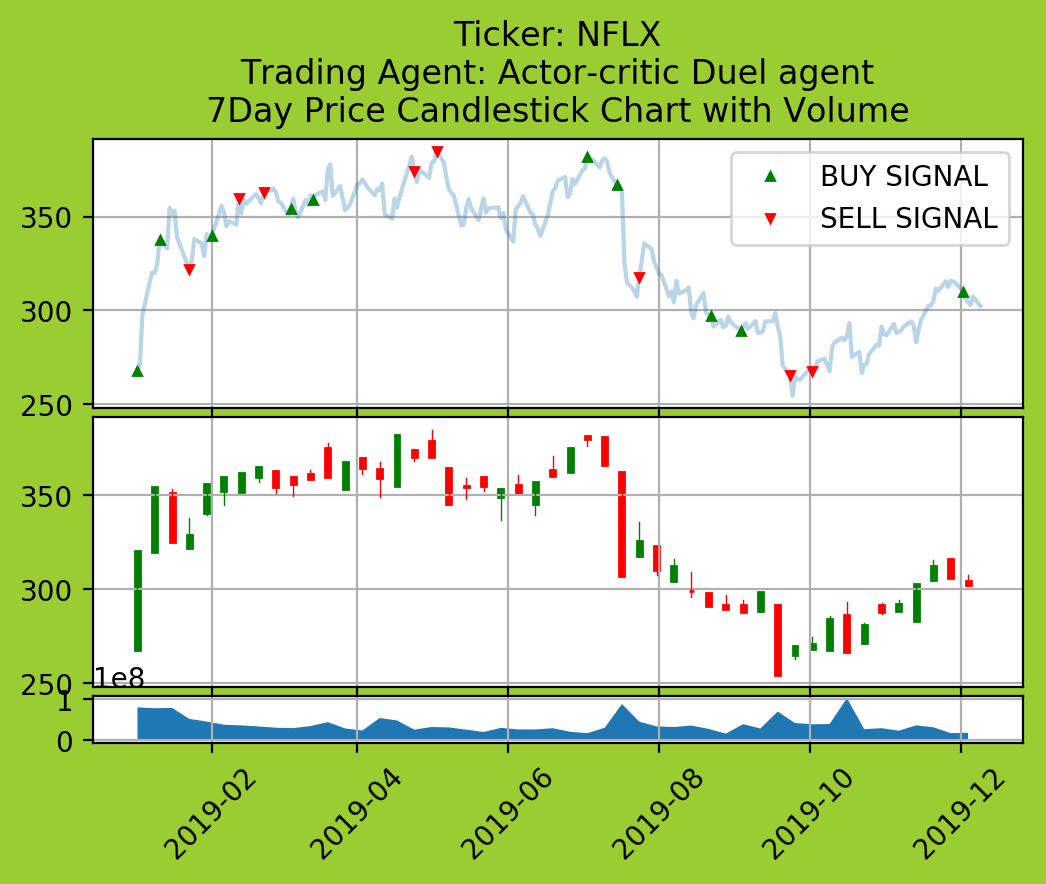 Ticker: NFLX
Trading Agent: Actor-critic Duel agent
7Day Price Candlestick Chart with Volume
BUY SIGNAL
SELL SIGNAL
350
300
250
350
300
250
1e8
1
0
2019-02
2019-04
2019-06
2019-08
2019-10
2019-12